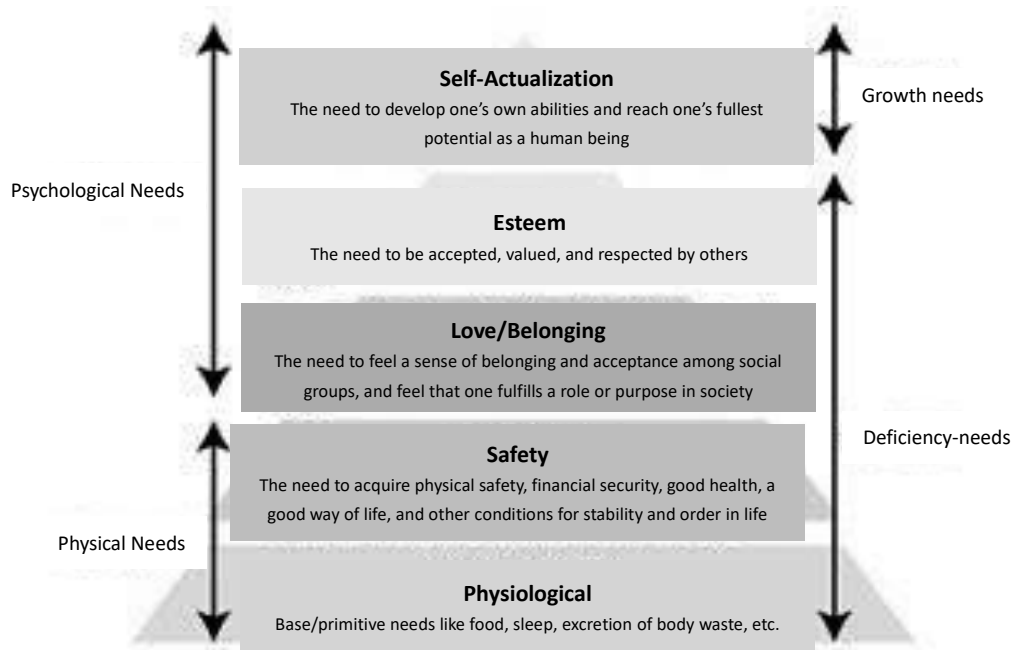 Self-Actualization
The need to develop one’s own abilities and reach one’s fullest
potential as a human being
Growth needs
Psychological Needs
Esteem
The need to be accepted, valued, and respected by others
Love/Belonging
The need to feel a sense of belonging and acceptance among social
groups, and feel that one fulfills a role or purpose in society
Deficiency-needs
Safety
The need to acquire physical safety, financial security, good health, a
good way of life, and other conditions for stability and order in life
Physical Needs
Physiological
Base/primitive needs like food, sleep, excretion of body waste, etc.